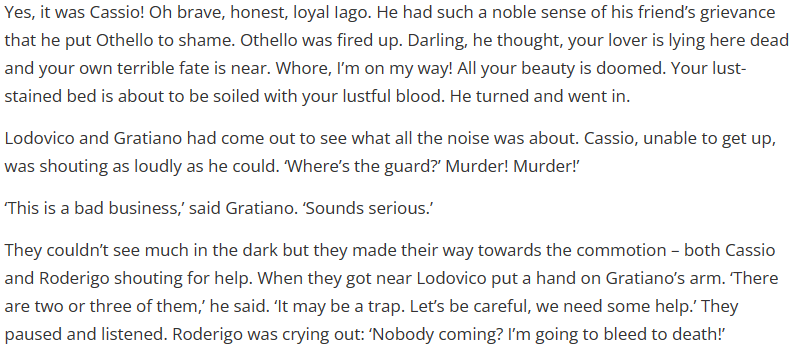 Yes, it was Cassio! Oh brave, honest, loyal Iago. He had such a noble sense of his friend’s grievance
that he put Othello to shame. Othello was fired up. Darling, he thought, your lover is lying here dead
and your own terrible fate is near. Whore, I’m on my way! All your beauty is doomed. Your lust-
stained bed is about to be soiled with your lustful blood. He turned and went in.
Lodovico and Gratiano had come out to see what all the noise was about. Cassio, unable to get up,
was shouting as loudly as he could. ‘Where’s the guard?’ Murder! Murder!’
‘This is a bad business,’ said Gratiano. ‘Sounds serious.’
They couldn’t see much in the dark but they made their way towards the commotion – both Cassio
and Roderigo shouting for help. When they got near Lodovico put a hand on Gratiano’s arm. ‘There
are two or three of them,’ he said. ‘It may be a trap. Let’s be careful, we need some help.’ They
paused and listened. Roderigo was crying out: ‘Nobody coming? I’m going to bleed to death!’